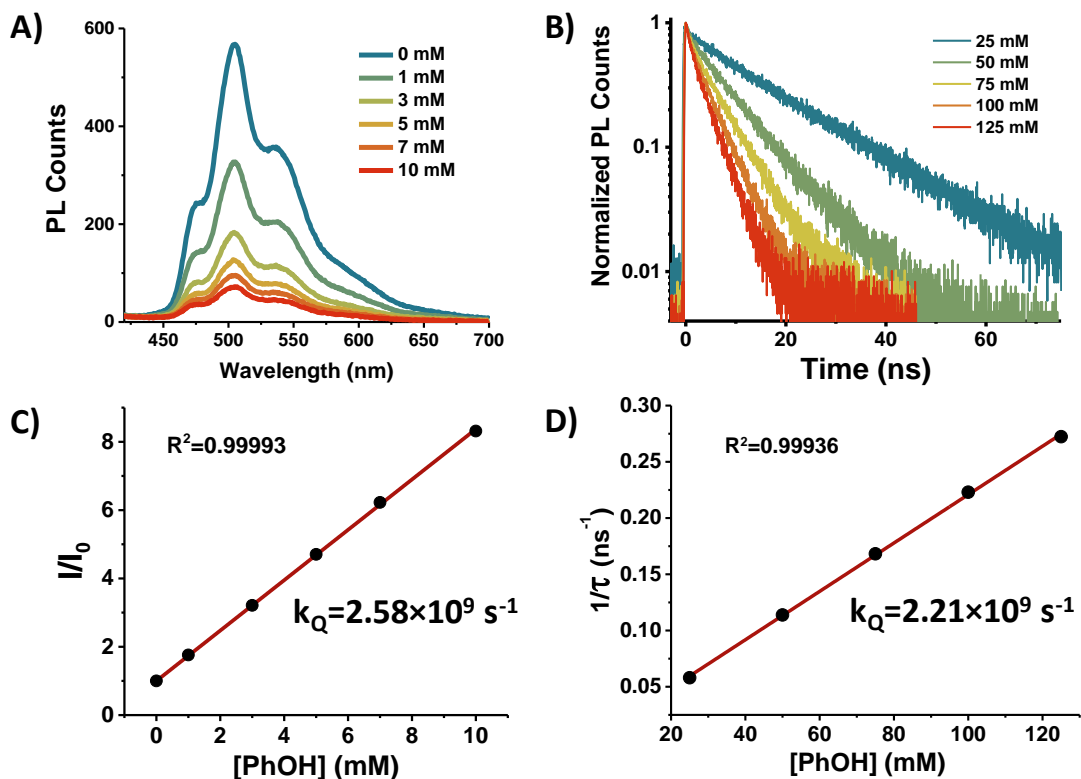 A)
600
400
200
0
PL Counts
450 500 550 600 650 700
Wavelength (nm)
0 mM
1 mM
3 mM
5 mM
7 mM
10 mM
B)
1
0.1
0.01
Normalized PL Counts
0 20 40 60
Time (ns)
25 mM
50 mM
75 mM
100 mM
125 mM
C)
R²=0.99993
8
6
4
2
0
I/I₀
k_Q=2.58×10⁹ s⁻¹
0 2 4 6 8 10
[PhOH] (mM)
D)
R²=0.99936
0.30
0.25
0.20
0.15
0.10
0.05
1/τ (ns⁻¹)
k_Q=2.21×10⁹ s⁻¹
20 40 60 80 100 120
[PhOH] (mM)